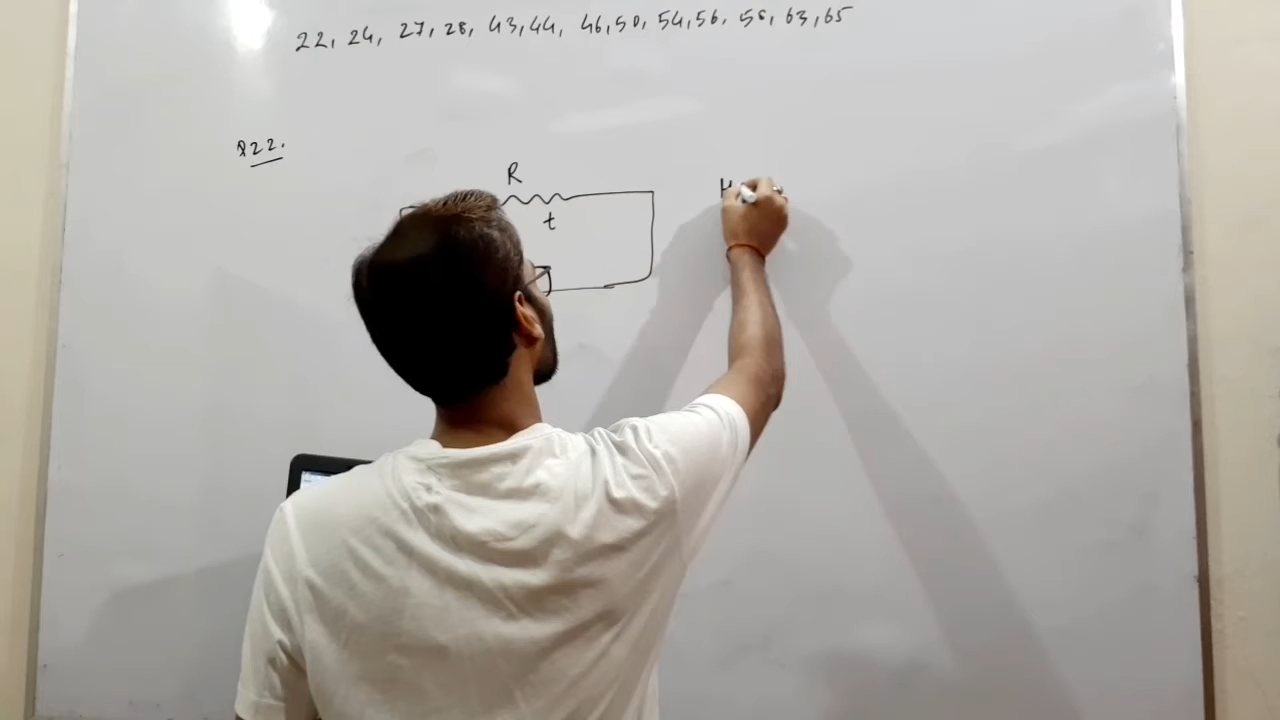 22, 24, 27, 28, 43, 44, 46, 50, 54, 56, 58, 63, 65
Q22.
R
t
H